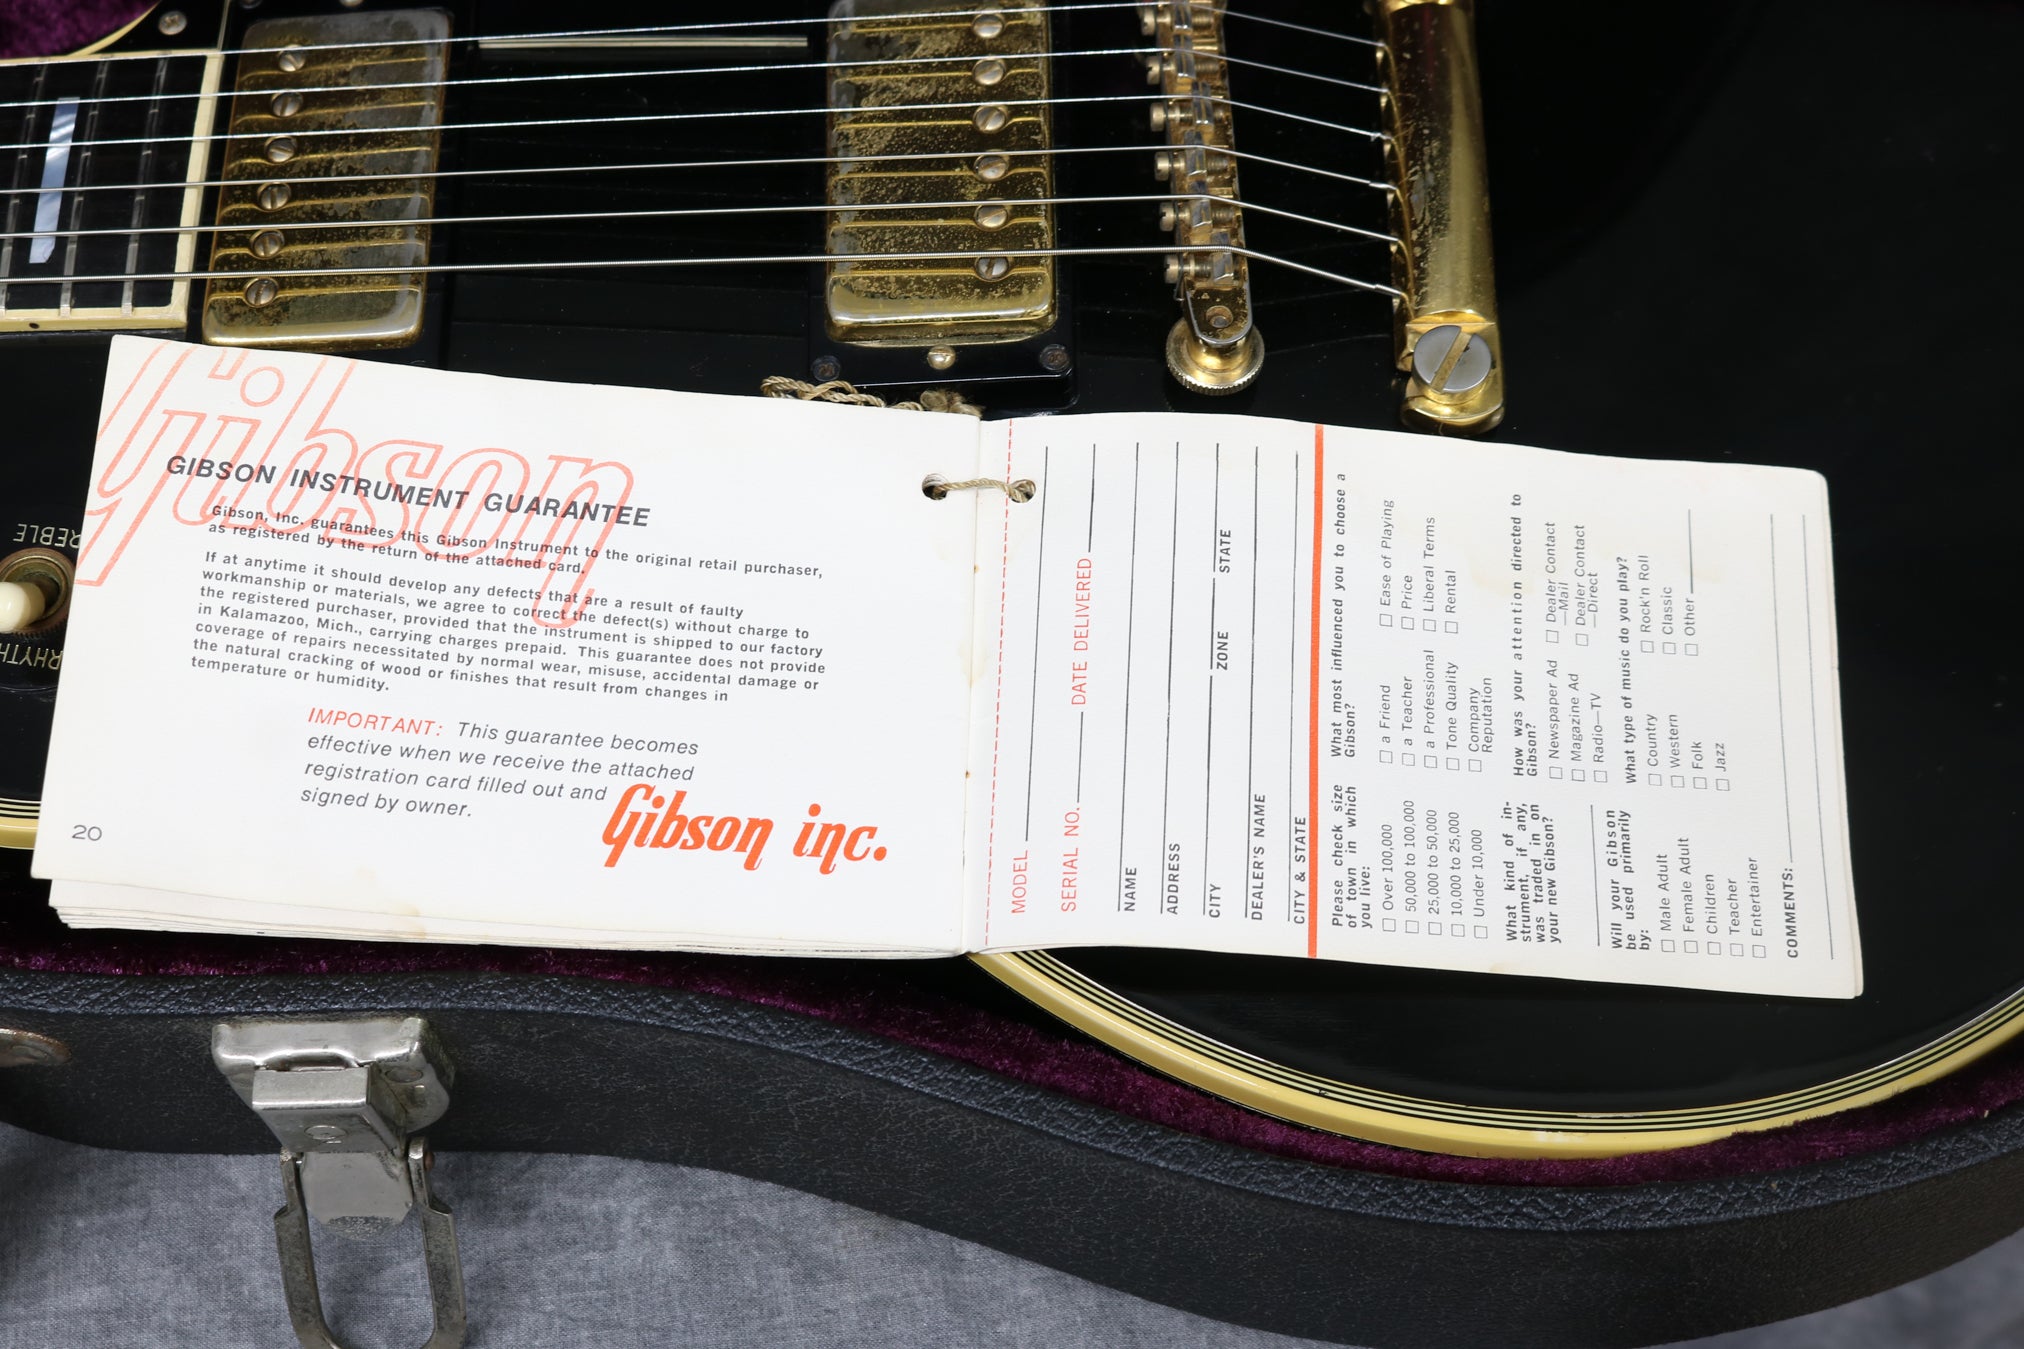 Gibson
GIBSON INSTRUMENT GUARANTEE
Gibson, Inc. guarantees this Gibson Instrument to the original retail purchaser,
as registered by the return of the attached card.
If at anytime it should develop any defects that are a result of faulty
workmanship or materials, we agree to correct the defect(s) without charge to
the registered purchaser, provided that the instrument is shipped to our factory
in Kalamazoo, Mich., carrying charges prepaid. This guarantee does not provide
coverage of repairs necessitated by normal wear, misuse, accidental damage or
the natural cracking of wood or finishes that result from changes in
temperature or humidity.
IMPORTANT: This guarantee becomes
effective when we receive the attached
registration card filled out and
signed by owner.
Gibson inc.
20
MODEL
SERIAL NO. DATE DELIVERED
NAME
ADDRESS
CITY ZONE STATE
DEALER'S NAME
CITY & STATE
Please check size
of town in which
you live:
Over 100,000
50,000 to 100,000
25,000 to 50,000
10,000 to 25,000
Under 10,000
What most influenced you to choose a
Gibson?
a Friend
a Teacher
a Professional
Tone Quality
Company
Reputation
Ease of Playing
Price
Liberal Terms
Rental
What kind of in-
strument, if any,
was traded in on
your new Gibson?
How was your attention directed to
Gibson?
Newspaper Ad
Magazine Ad
Radio—TV
Dealer Contact
—Mail
Dealer Contact
—Direct
Will your Gibson
be used primarily
by:
Male Adult
Female Adult
Children
Teacher
Entertainer
What type of music do you play?
Country
Western
Folk
Jazz
Rock'n Roll
Classic
Other
COMMENTS:
REBLE
RHYTH